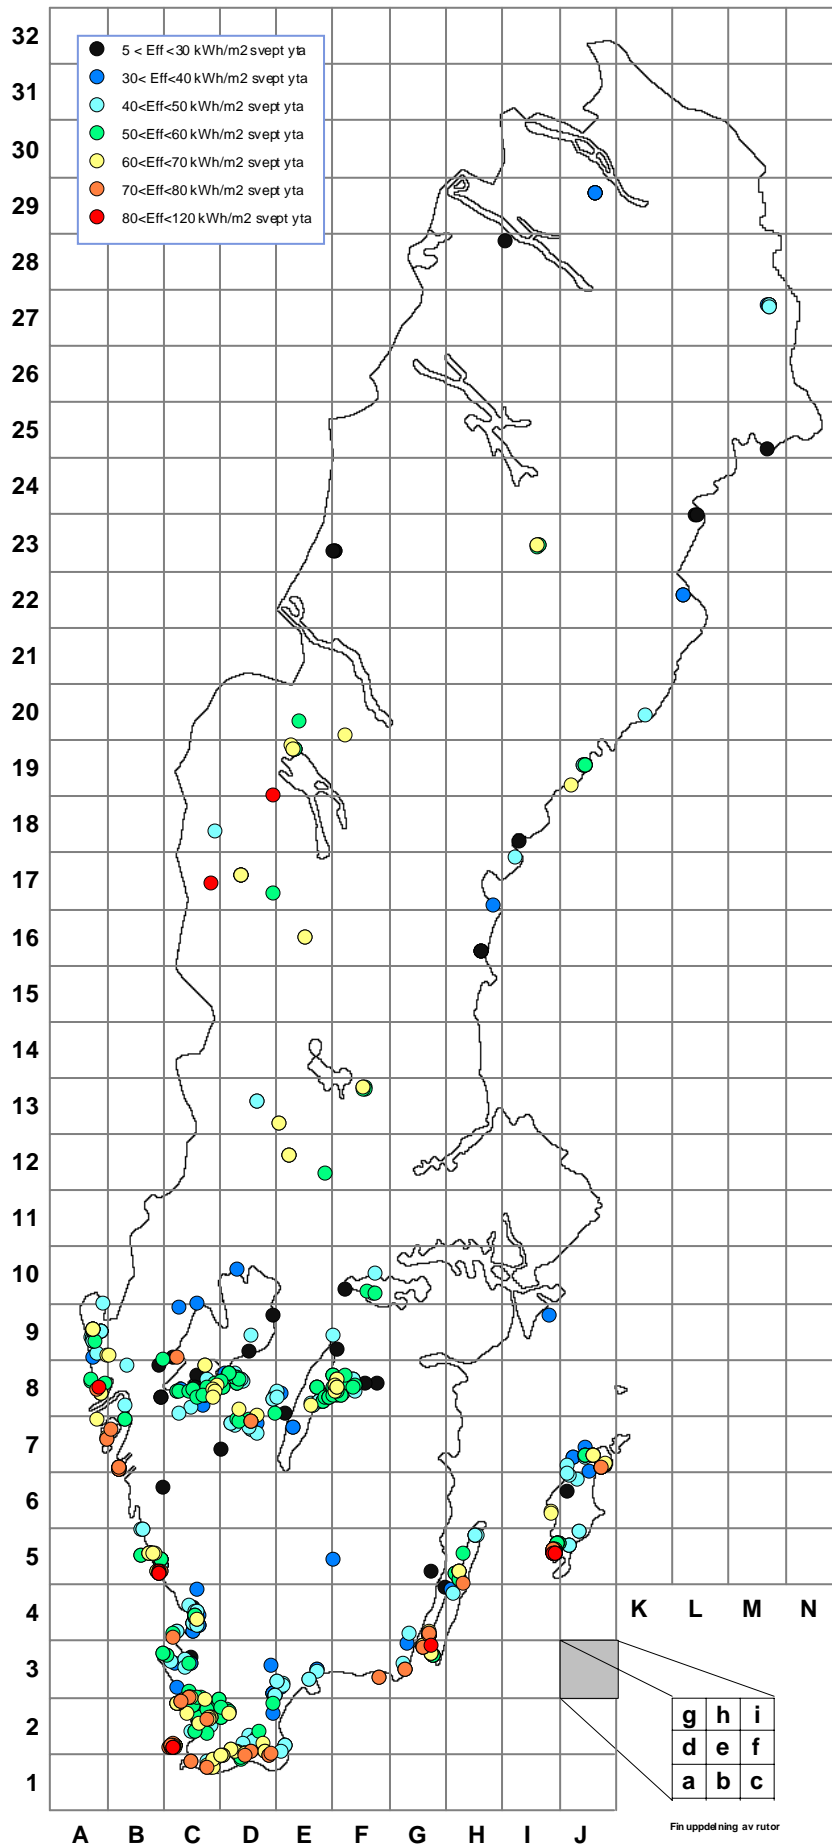 32
5 < Eff <30 kWh/m2 svept yta
30< Eff<40 kWh/m2 svept yta
31
40<Eff<50 kWh/m2 svept yta
50<Eff<60 kWh/m2 svept yta
30
60<Eff<70 kWh/m2 svept yta
70<Eff<80 kWh/m2 svept yta
29
80<Eff<120 kWh/m2 svept yta
28
27
26
25
24
23
22
21
20
19
18
17
16
15
14
13
12
11
10
9
8
7
6
5
4
K L M N
3
g h i
2
d e f
a b c
1
Fin uppdelning av rutor
A B C D E F G H I J